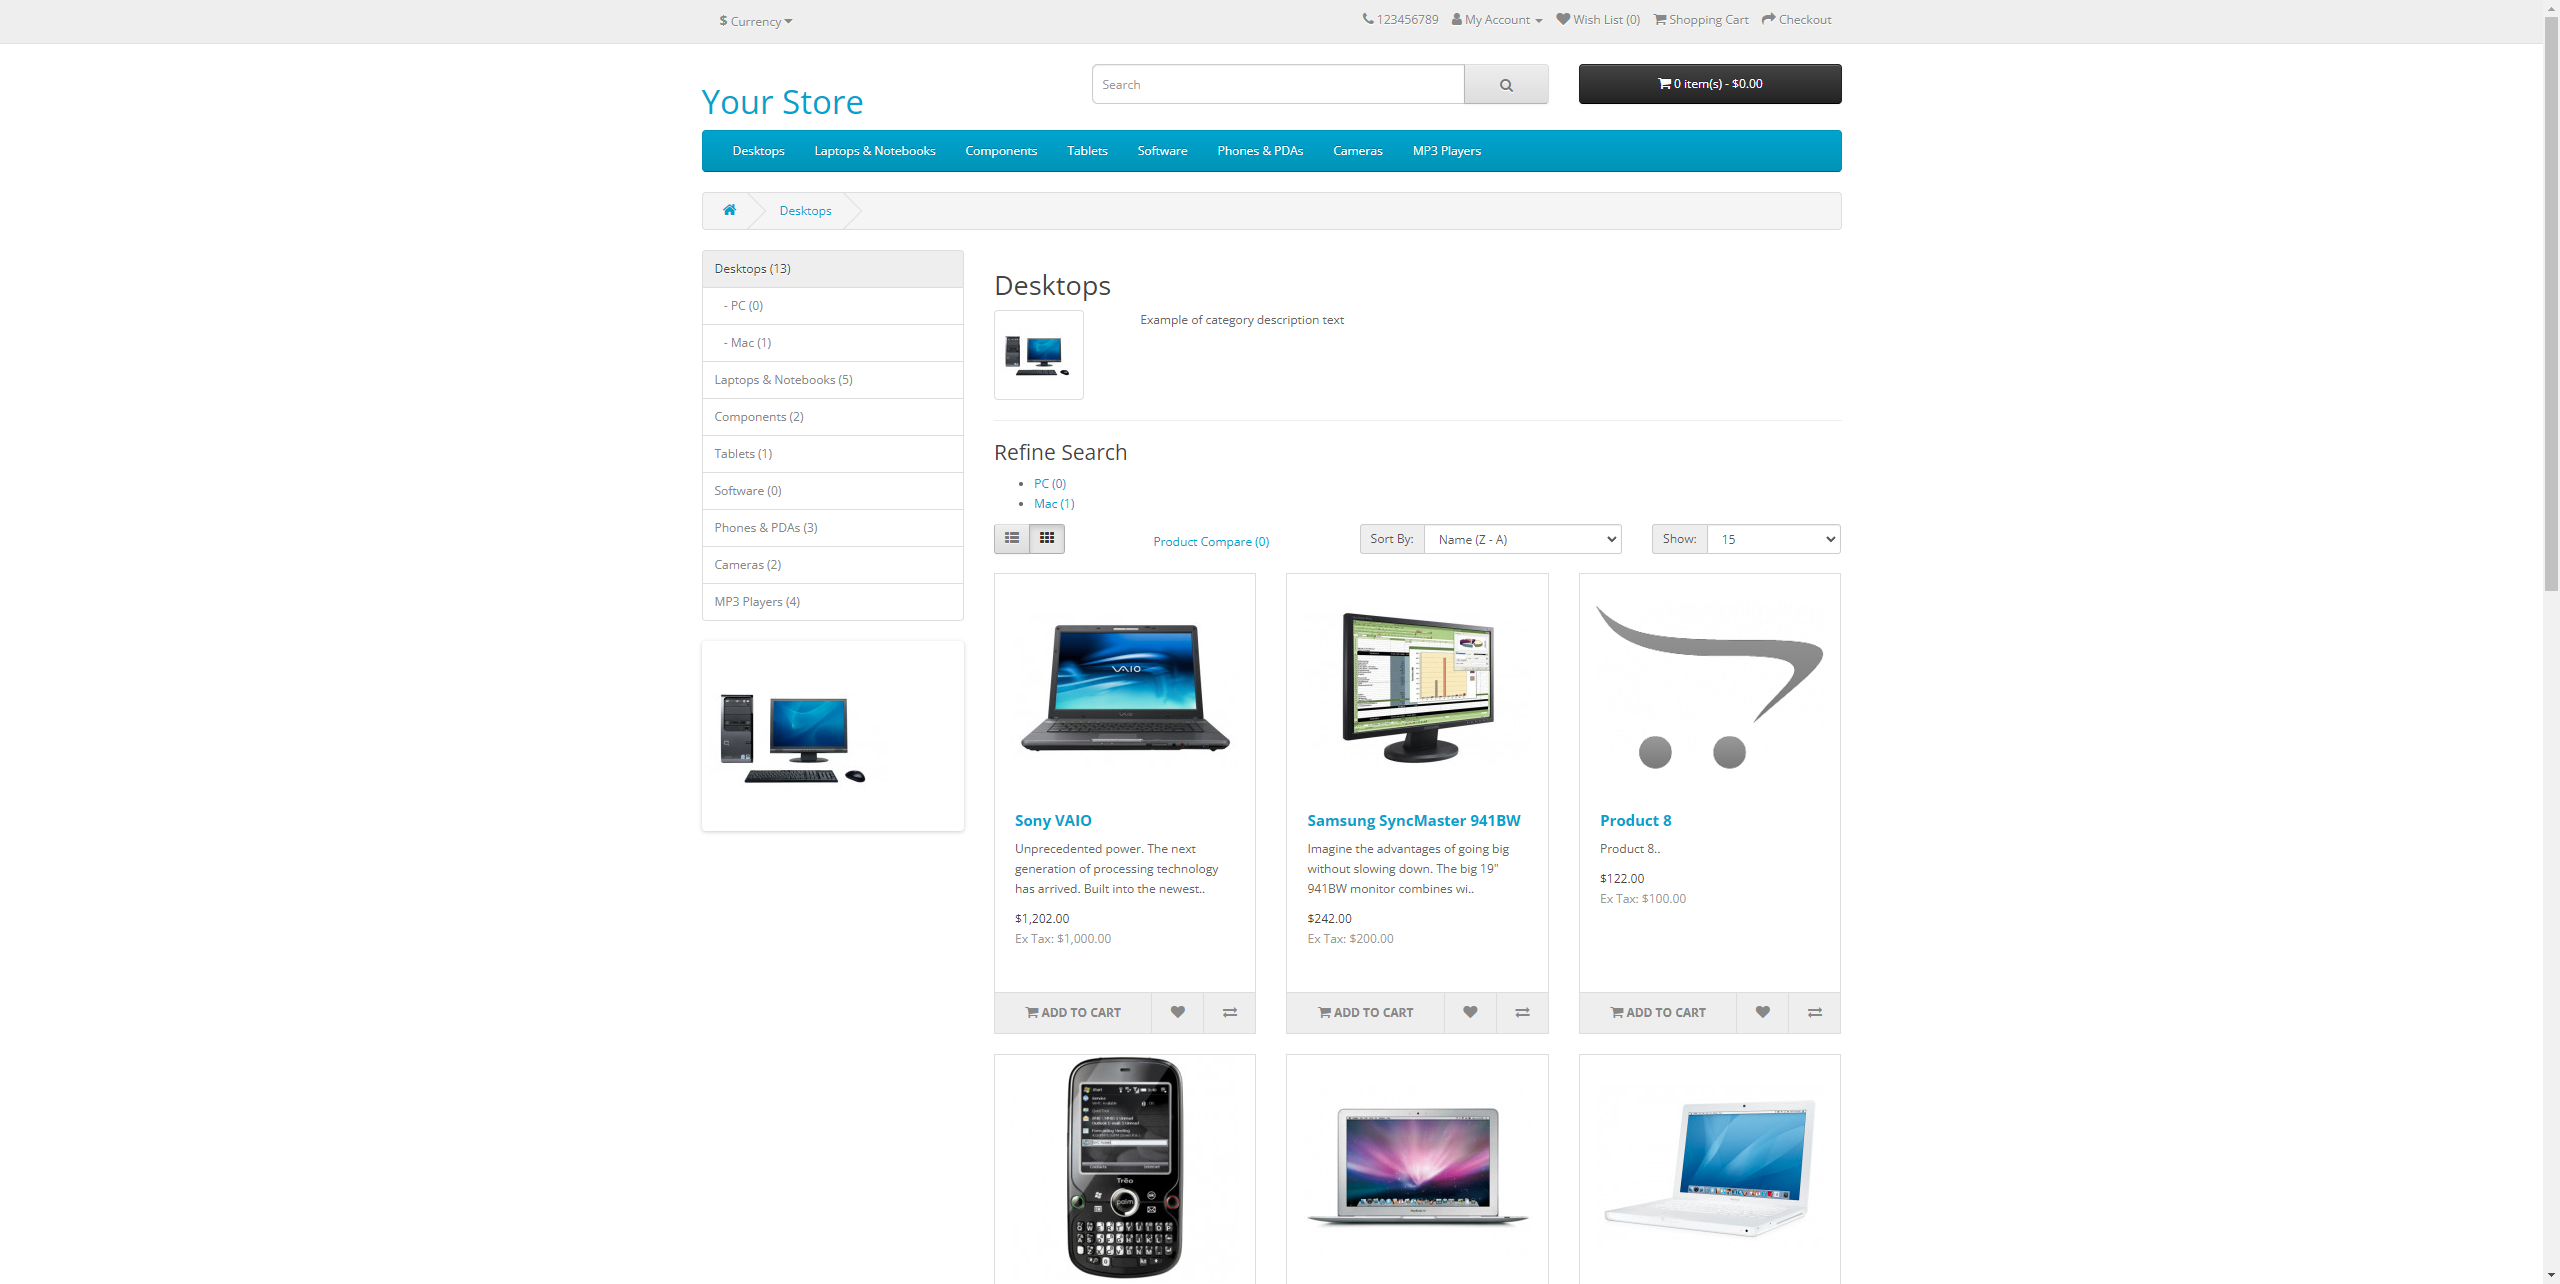 $ Currency
123456789 My Account Wish List (0) Shopping Cart Checkout
Your Store
Search
0 item(s) - $0.00
Desktops Laptops & Notebooks Components Tablets Software Phones & PDAs Cameras MP3 Players
Desktops
Desktops (13)
- PC (0)
- Mac (1)
Laptops & Notebooks (5)
Components (2)
Tablets (1)
Software (0)
Phones & PDAs (3)
Cameras (2)
MP3 Players (4)
Desktops
Example of category description text
Refine Search
PC (0)
Mac (1)
Product Compare (0)
Sort By: Name (Z - A)
Show: 15
VAIO
Sony VAIO
Unprecedented power. The next
generation of processing technology
has arrived. Built into the newest..
$1,202.00
Ex Tax: $1,000.00
ADD TO CART
Samsung SyncMaster 941BW
Imagine the advantages of going big
without slowing down. The big 19"
941BW monitor combines wi..
$242.00
Ex Tax: $200.00
ADD TO CART
Product 8
Product 8..
$122.00
Ex Tax: $100.00
ADD TO CART
Trēo
palm